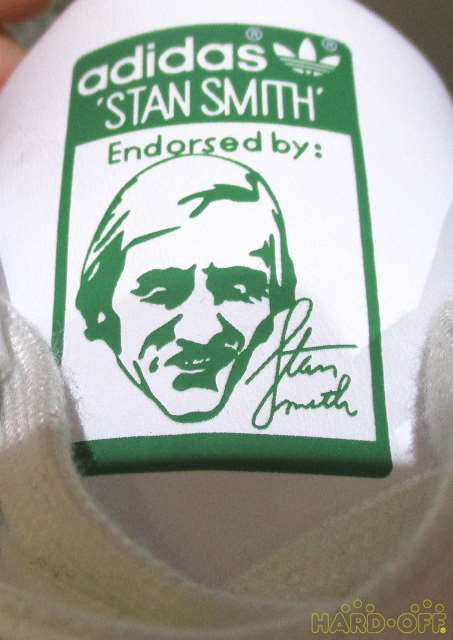 adidas®
®
'STAN SMITH'
Endorsed by:
Stan
Smith
HARD·OFF